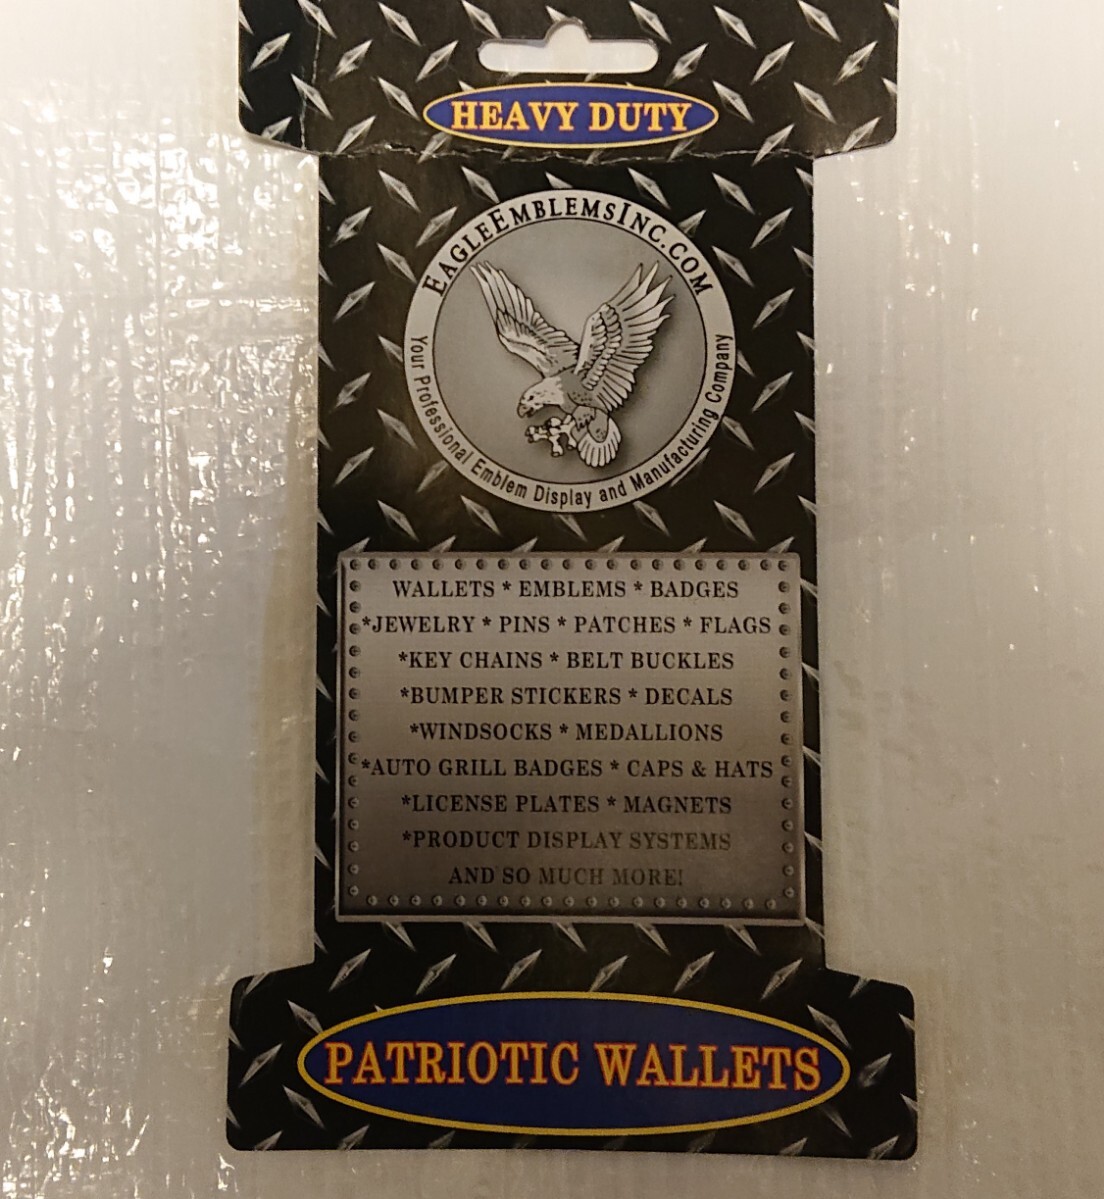 HEAVY DUTY
EAGLEEMBLEMSINC.COM
Your Professional Emblem Display and Manufacturing Company
WALLETS * EMBLEMS * BADGES
*JEWELRY * PINS * PATCHES * FLAGS
*KEY CHAINS * BELT BUCKLES
*BUMPER STICKERS * DECALS
*WINDSOCKS * MEDALLIONS
*AUTO GRILL BADGES * CAPS & HATS
*LICENSE PLATES * MAGNETS
*PRODUCT DISPLAY SYSTEMS
AND SO MUCH MORE!
PATRIOTIC WALLETS